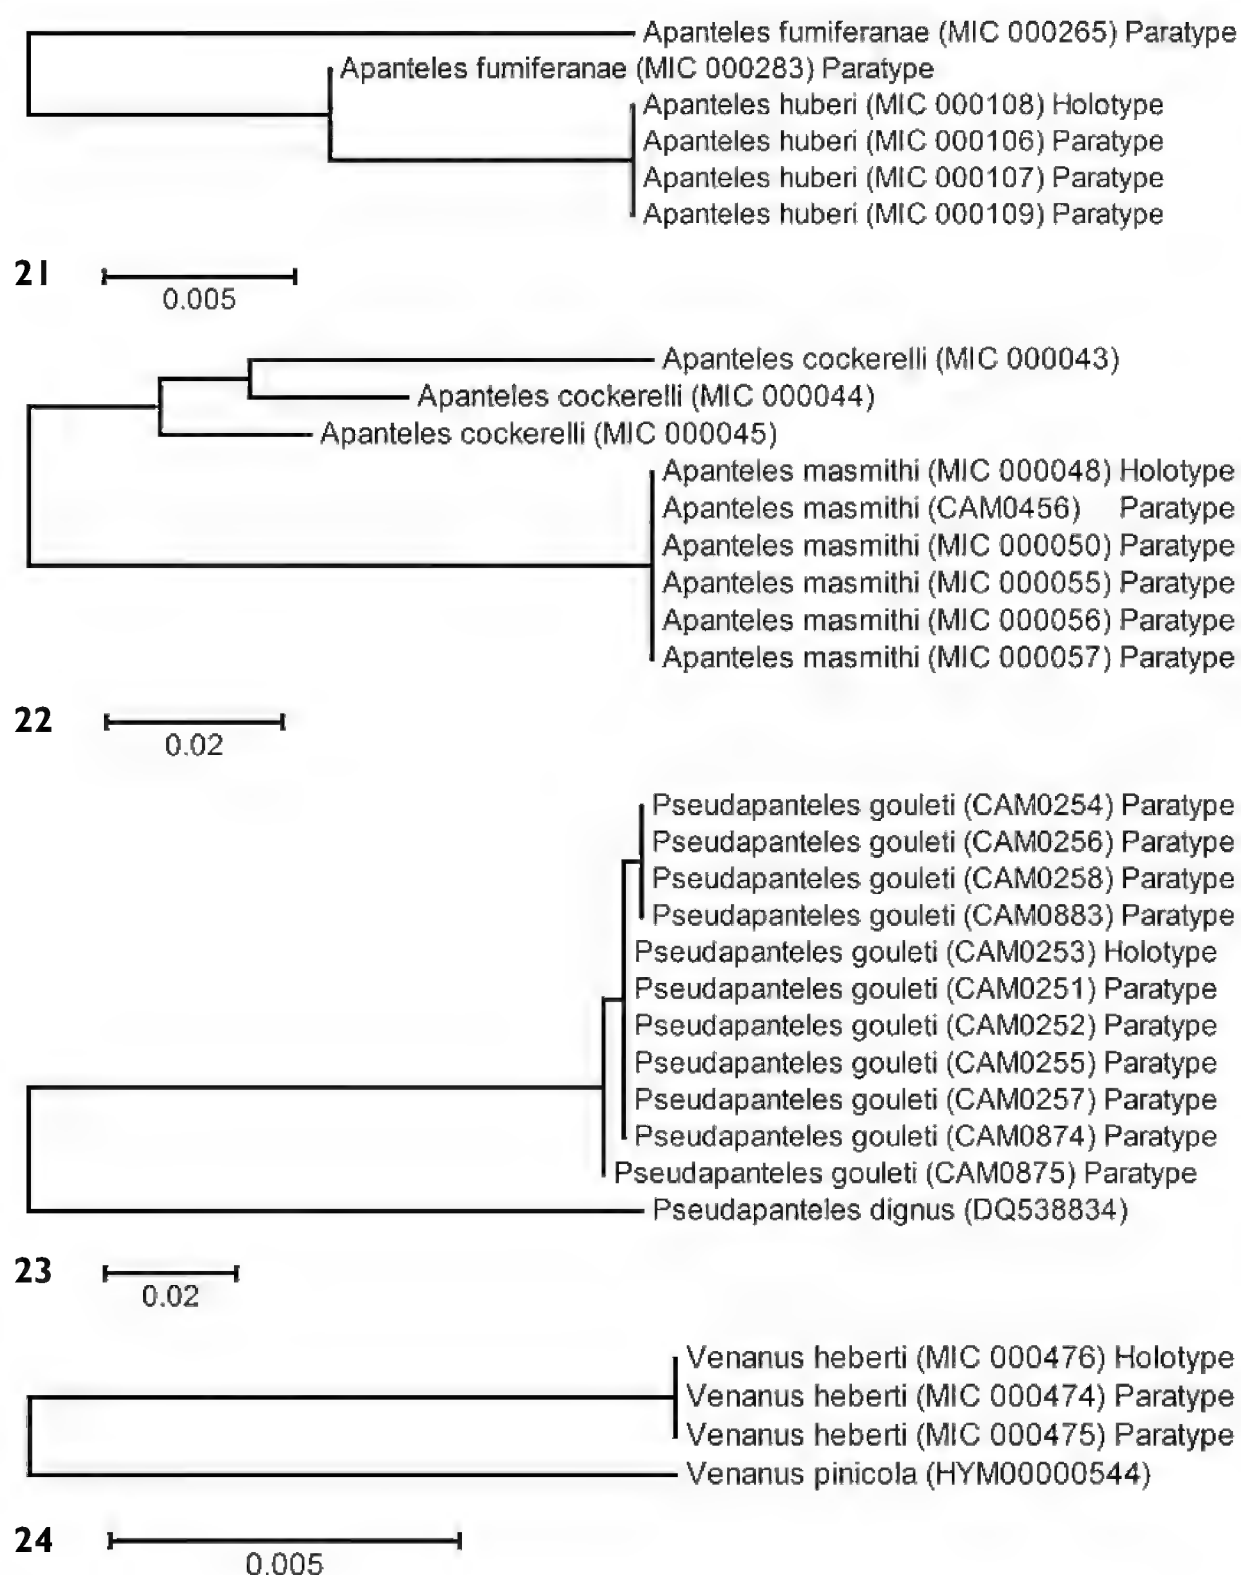 Apanteles fumiferanae (MIC 000265) Paratype
Apanteles fumiferanae (MIC 000283) Paratype
Apanteles huberi (MIC 000108) Holotype
Apanteles huberi (MIC 000106) Paratype
Apanteles huberi (MIC 000107) Paratype
Apanteles huberi (MIC 000109) Paratype
21
0.005
Apanteles cockerelli (MIC 000043)
Apanteles cockerelli (MIC 000044)
Apanteles cockerelli (MIC 000045)
Apanteles masmithi (MIC 000048) Holotype
Apanteles masmithi (CAM0456) Paratype
Apanteles masmithi (MIC 000050) Paratype
Apanteles masmithi (MIC 000055) Paratype
Apanteles masmithi (MIC 000056) Paratype
Apanteles masmithi (MIC 000057) Paratype
22
0.02
Pseudapanteles gouleti (CAM0254) Paratype
Pseudapanteles gouleti (CAM0256) Paratype
Pseudapanteles gouleti (CAM0258) Paratype
Pseudapanteles gouleti (CAM0883) Paratype
Pseudapanteles gouleti (CAM0253) Holotype
Pseudapanteles gouleti (CAM0251) Paratype
Pseudapanteles gouleti (CAM0252) Paratype
Pseudapanteles gouleti (CAM0255) Paratype
Pseudapanteles gouleti (CAM0257) Paratype
Pseudapanteles gouleti (CAM0874) Paratype
Pseudapanteles gouleti (CAM0875) Paratype
Pseudapanteles dignus (DQ538834)
23
0.02
Venanus heberti (MIC 000476) Holotype
Venanus heberti (MIC 000474) Paratype
Venanus heberti (MIC 000475) Paratype
Venanus pinicola (HYM00000544)
24
0.005